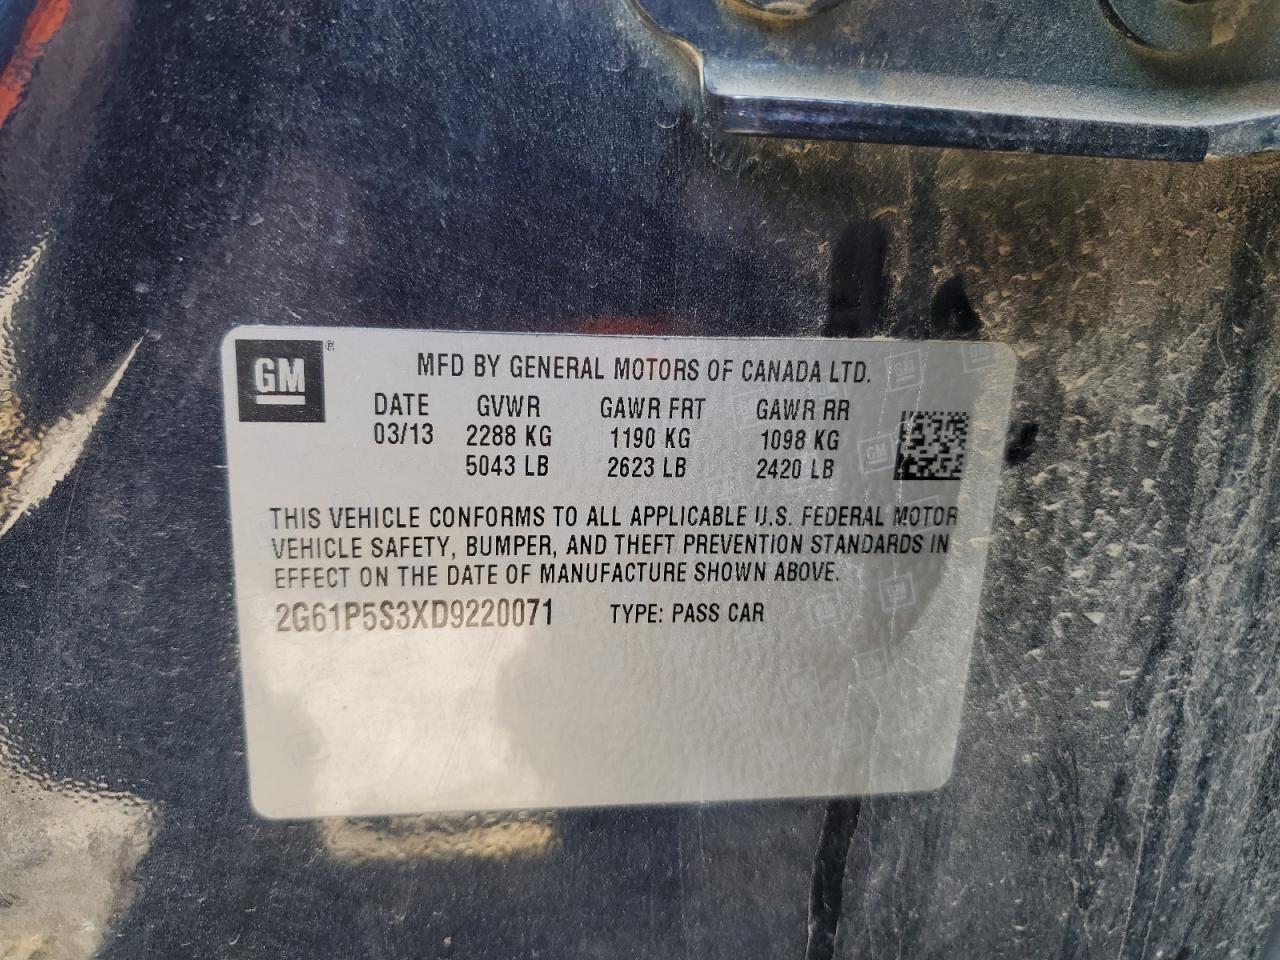 GM ®
MFD BY GENERAL MOTORS OF CANADA LTD.
DATE GVWR GAWR FRT GAWR RR
03/13 2288 KG 1190 KG 1098 KG
5043 LB 2623 LB 2420 LB
THIS VEHICLE CONFORMS TO ALL APPLICABLE U.S. FEDERAL MOTOR
VEHICLE SAFETY, BUMPER, AND THEFT PREVENTION STANDARDS IN
EFFECT ON THE DATE OF MANUFACTURE SHOWN ABOVE.
2G61P5S3XD9220071 TYPE: PASS CAR